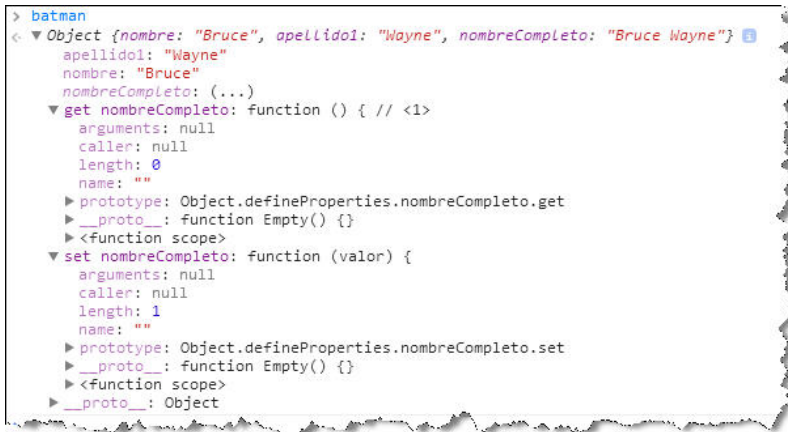 > batman
<· ▼ Object {nombre: "Bruce", apellido1: "Wayne", nombreCompleto: "Bruce Wayne"} i
apellido1: "Wayne"
nombre: "Bruce"
nombreCompleto: (...)
▼ get nombreCompleto: function () { // <1>
arguments: null
caller: null
length: 0
name: ""
▶ prototype: Object.defineProperties.nombreCompleto.get
▶ __proto__: function Empty() {}
▶ <function scope>
▼ set nombreCompleto: function (valor) {
arguments: null
caller: null
length: 1
name: ""
▶ prototype: Object.defineProperties.nombreCompleto.set
▶ __proto__: function Empty() {}
▶ <function scope>
▶ __proto__: Object